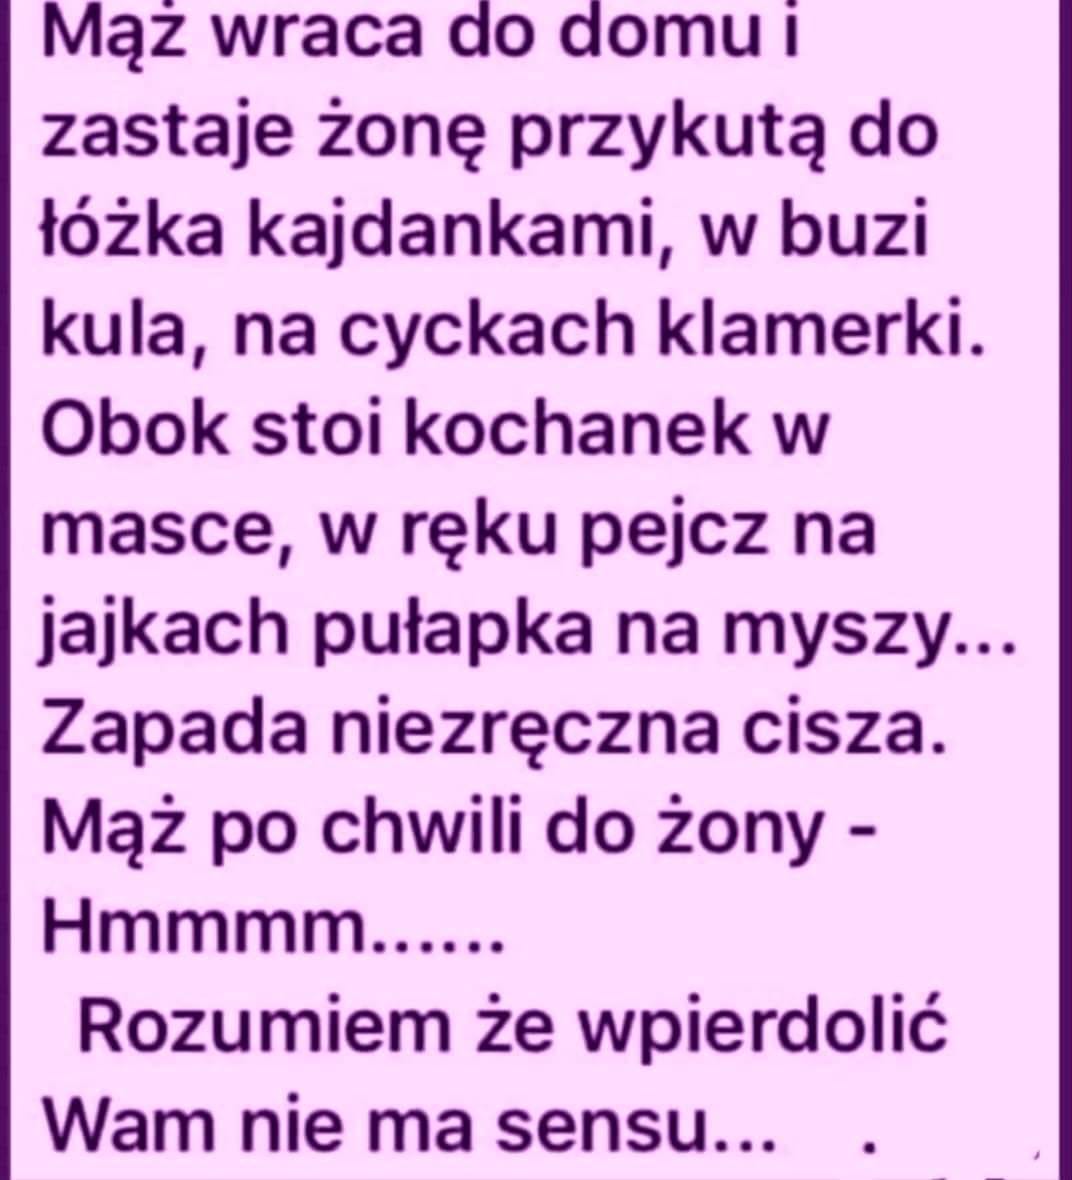 Mąż wraca do domu i
zastaje żonę przykutą do
łóżka kajdankami, w buzi
kula, na cyckach klamerki.
Obok stoi kochanek w
masce, w ręku pejcz na
jajkach pułapka na myszy...
Zapada niezręczna cisza.
Mąż po chwili do żony -
Hmmmm......
Rozumiem że wpierdolić
Wam nie ma sensu... .